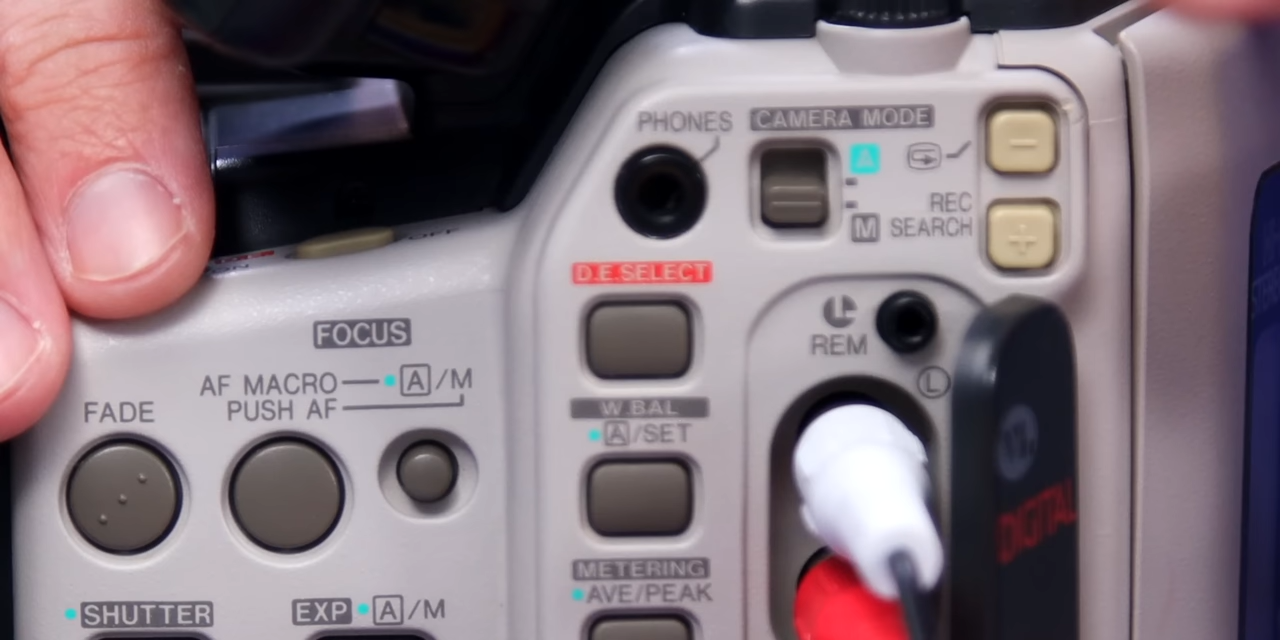 PHONES
CAMERA MODE
A
M
REC
SEARCH
−
+
OFF
D.E.SELECT
FOCUS
AF MACRO
A/M
PUSH AF
FADE
REM
L
W.BAL
A/SET
METERING
AVE/PEAK
SHUTTER
EXP
A/M
DIGITAL